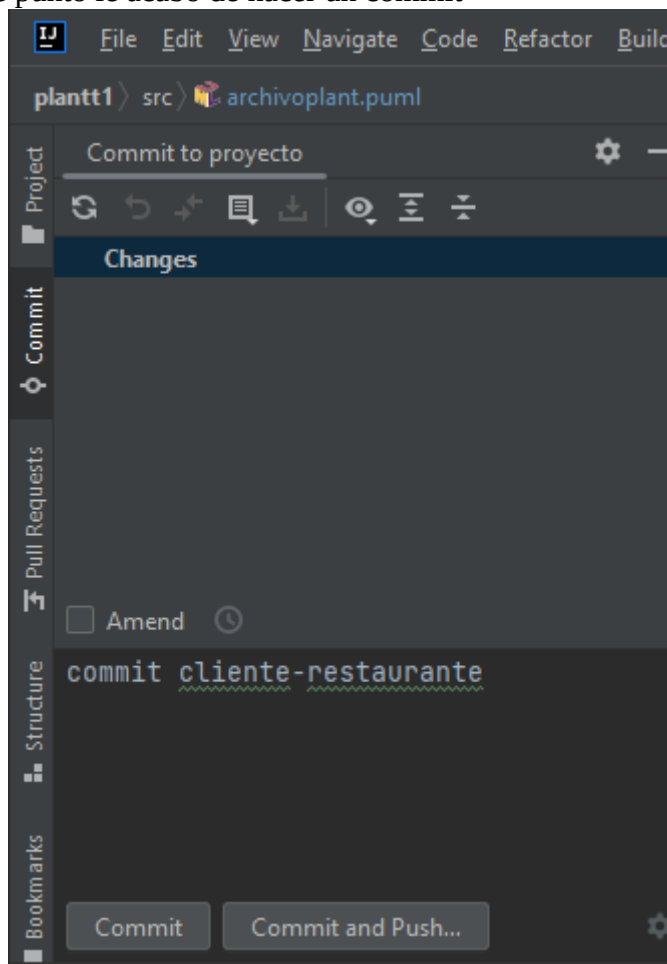 punto le acabo de hacer un commit
IJ File Edit View Navigate Code Refactor Build
plantt1 src archivoplant.puml
Commit to proyecto
Changes
Project
Commit
Pull Requests
Structure
Bookmarks
Amend
commit cliente-restaurante
Commit Commit and Push...